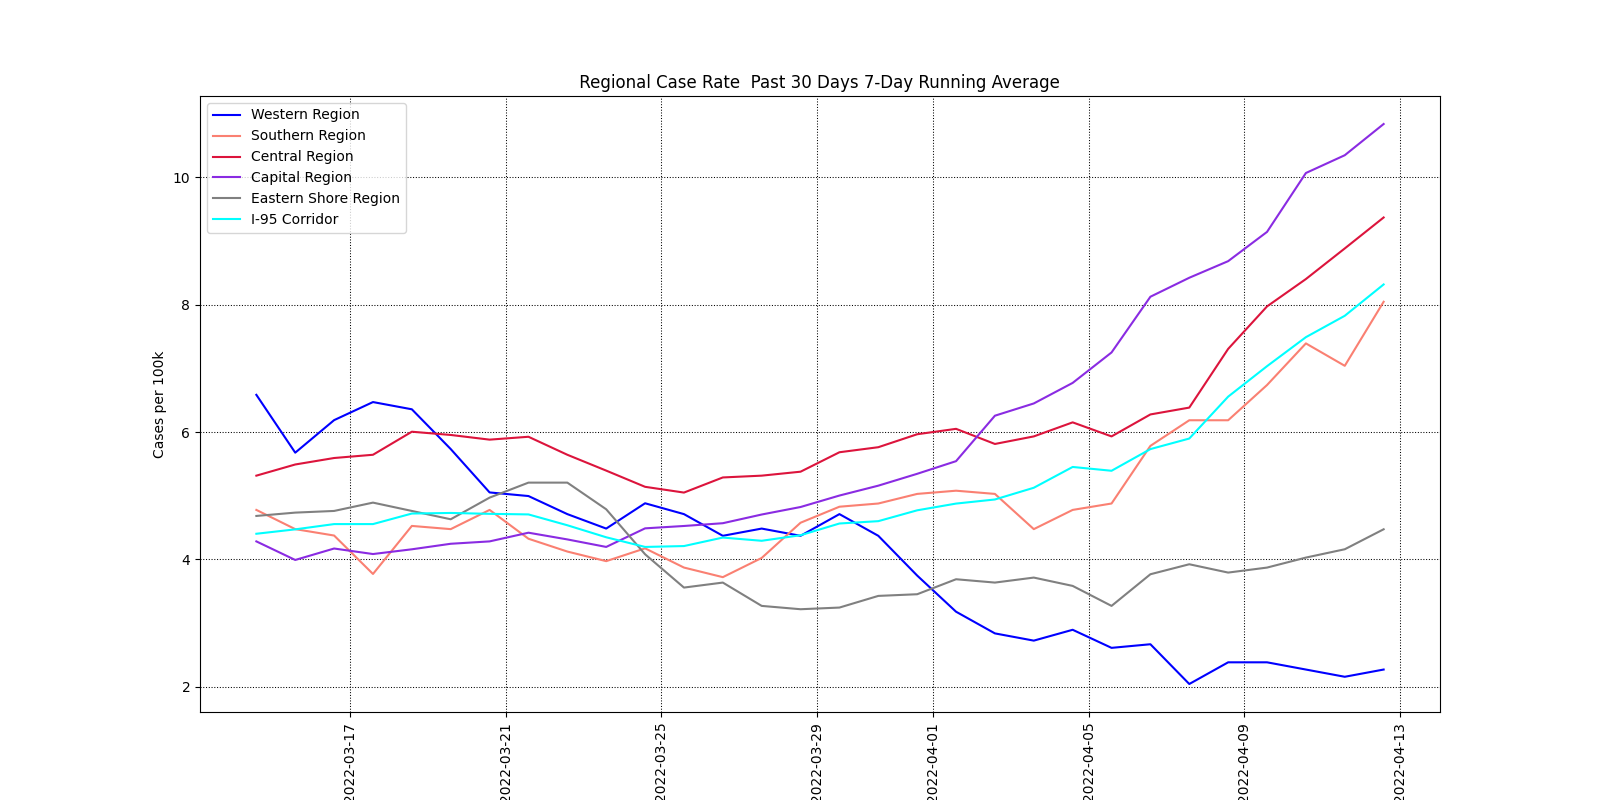 Regional Case Rate  Past 30 Days 7-Day Running Average
Western Region
Southern Region
Central Region
Capital Region
Eastern Shore Region
I-95 Corridor
Cases per 100k
10
8
6
4
2
2022-03-17
2022-03-21
2022-03-25
2022-03-29
2022-04-01
2022-04-05
2022-04-09
2022-04-13